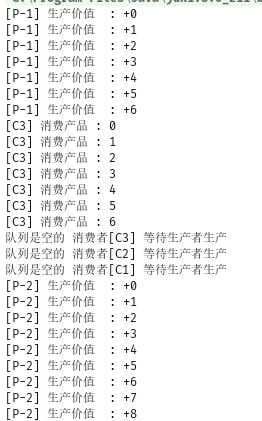 [P-1] 生产价值  : +0
[P-1] 生产价值  : +1
[P-1] 生产价值  : +2
[P-1] 生产价值  : +3
[P-1] 生产价值  : +4
[P-1] 生产价值  : +5
[P-1] 生产价值  : +6
[C3] 消费产品 : 0
[C3] 消费产品 : 1
[C3] 消费产品 : 2
[C3] 消费产品 : 3
[C3] 消费产品 : 4
[C3] 消费产品 : 5
[C3] 消费产品 : 6
队列是空的 消费者[C3] 等待生产者生产
队列是空的 消费者[C2] 等待生产者生产
队列是空的 消费者[C1] 等待生产者生产
[P-2] 生产价值  : +0
[P-2] 生产价值  : +1
[P-2] 生产价值  : +2
[P-2] 生产价值  : +3
[P-2] 生产价值  : +4
[P-2] 生产价值  : +5
[P-2] 生产价值  : +6
[P-2] 生产价值  : +7
[P-2] 生产价值  : +8